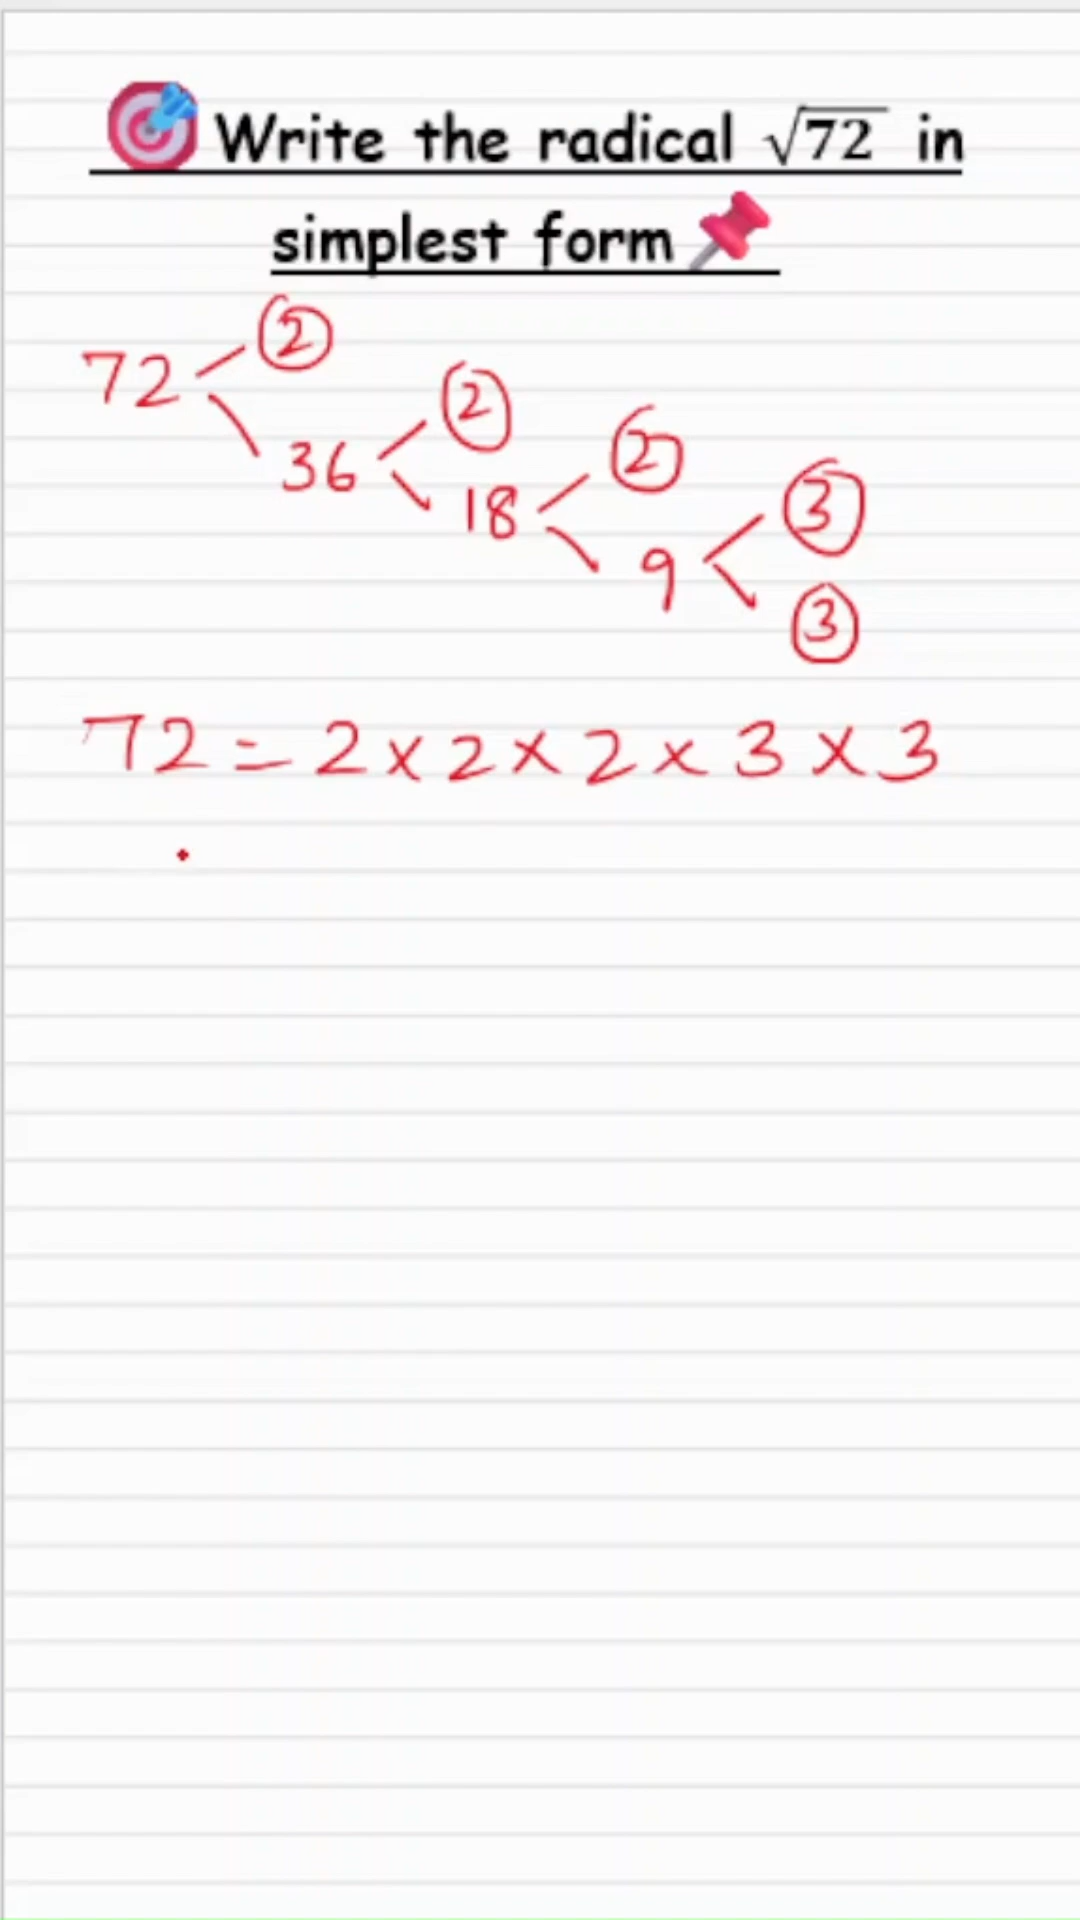 🎯 Write the radical √72 in
simplest form 📌
72 2
36 2
18 2
9 3
3
72 = 2 × 2 × 2 × 3 × 3